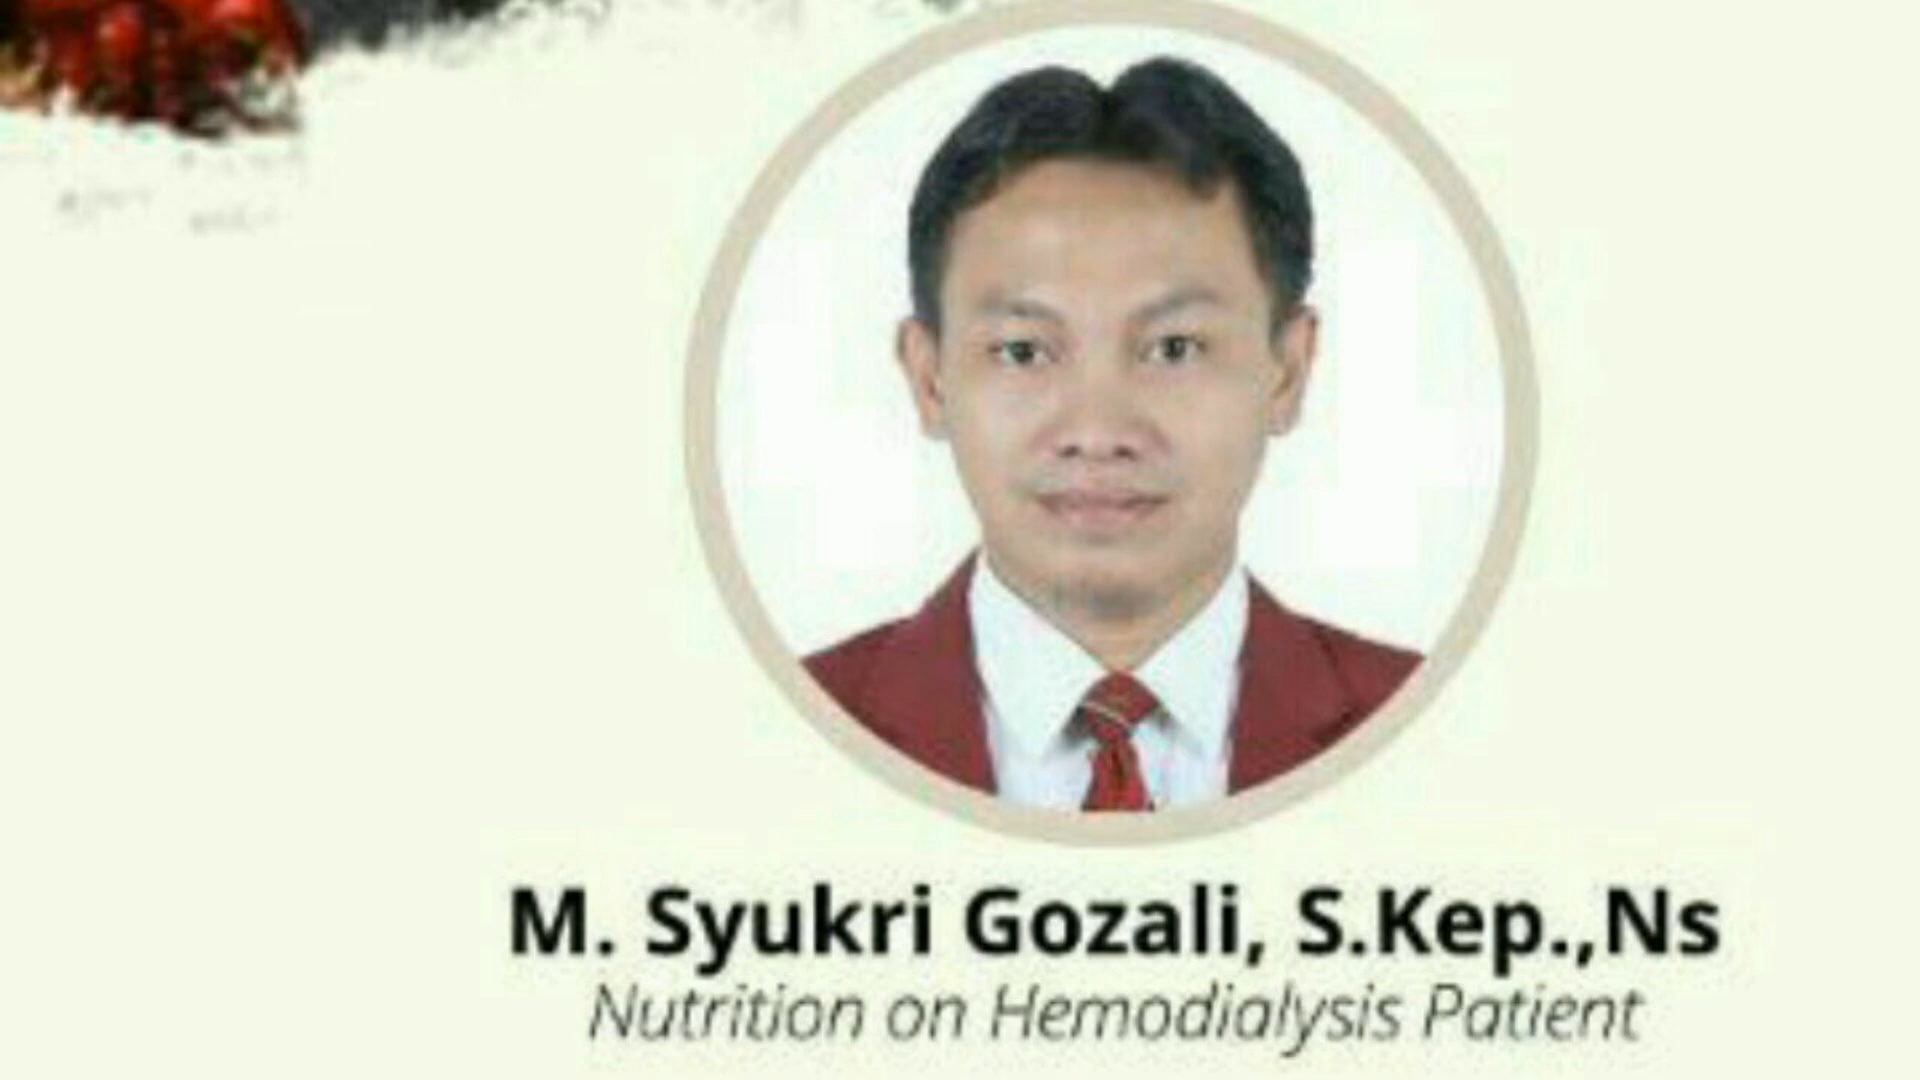 M. Syukri Gozali, S.Kep.,Ns
Nutrition on Hemodialysis Patient